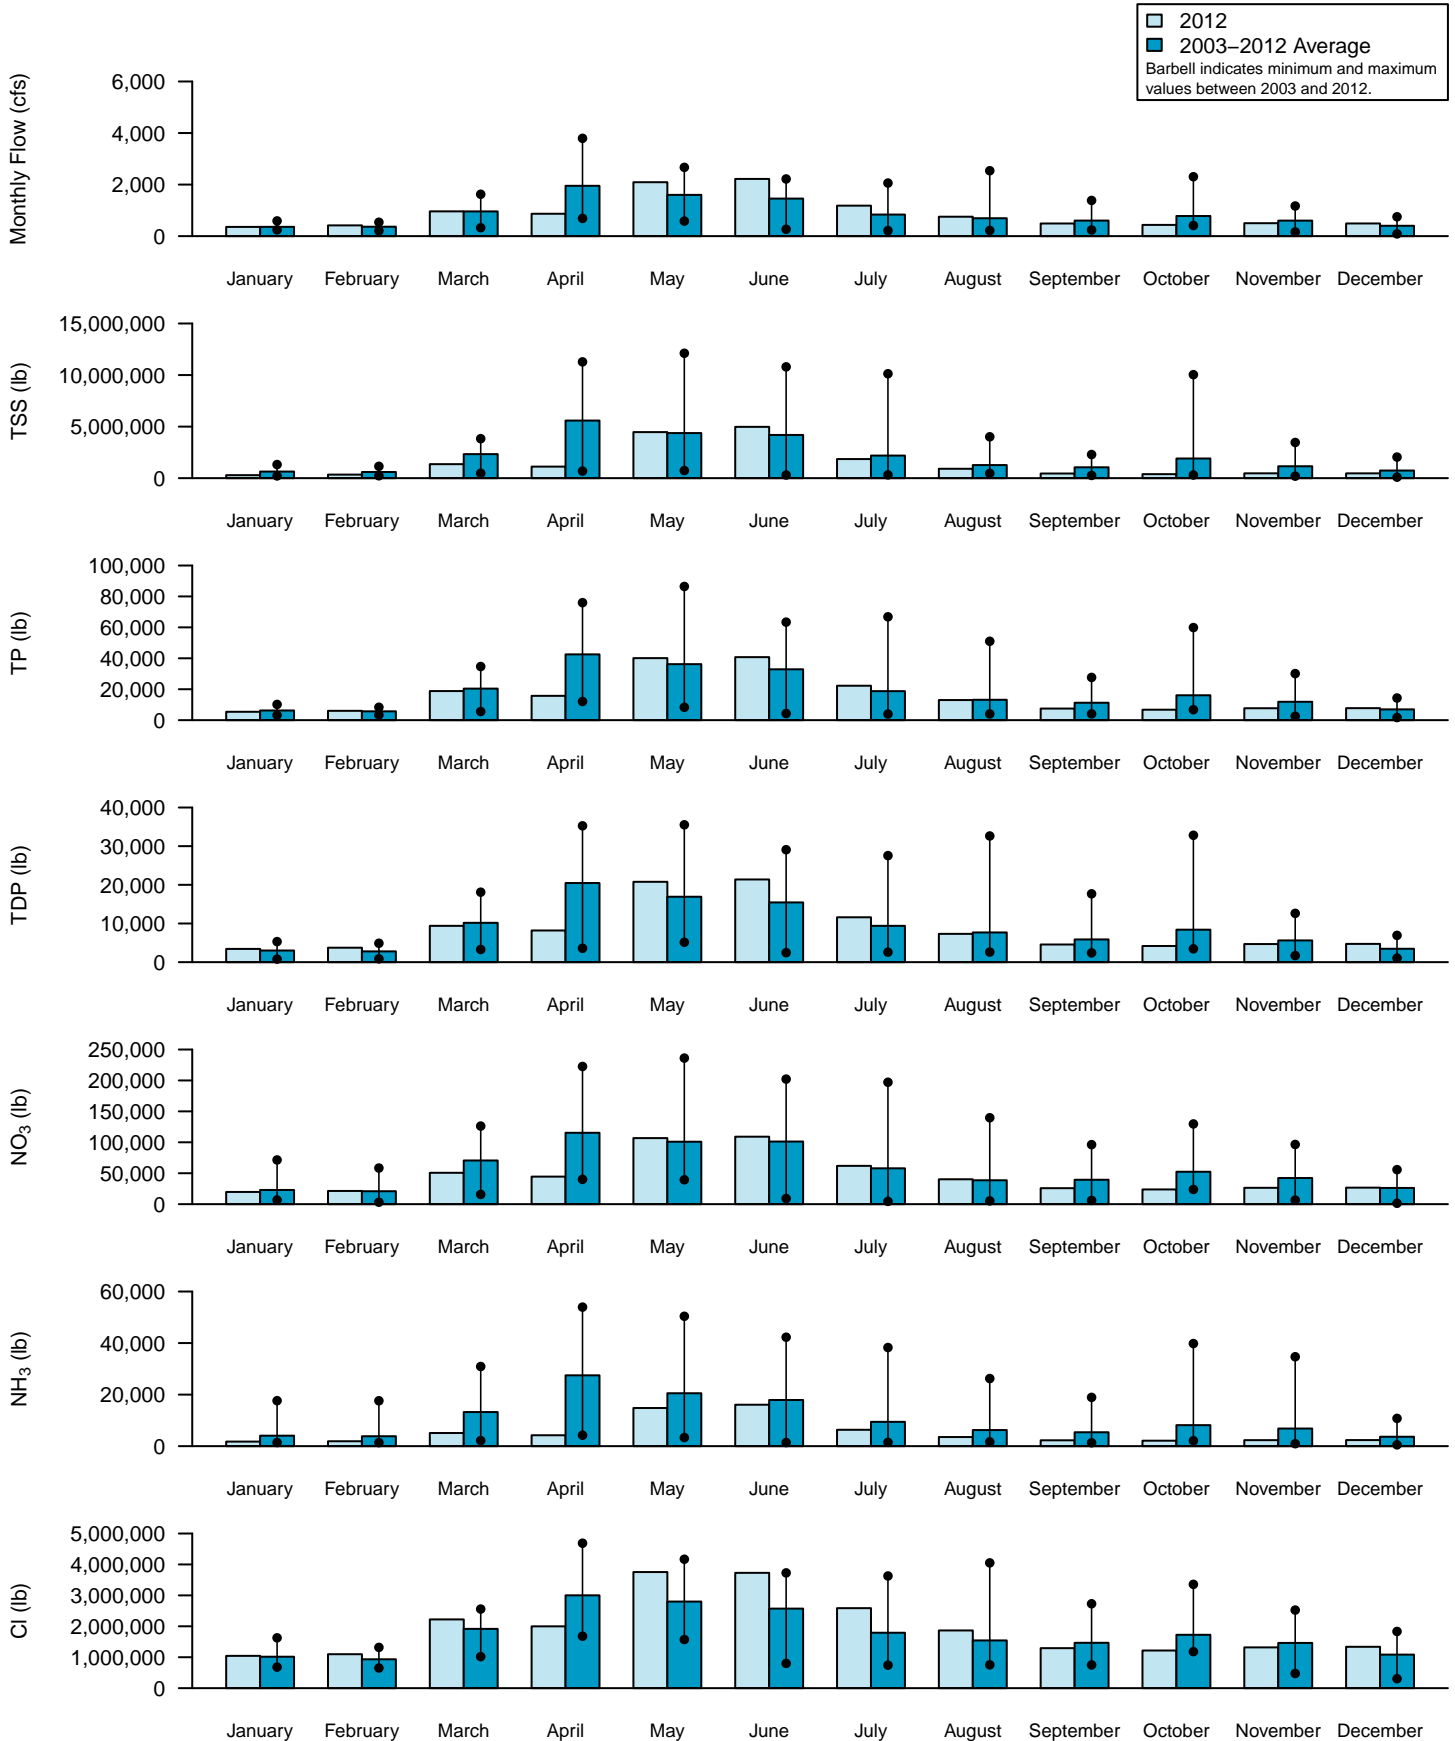 2012
2003–2012 Average
Barbell indicates minimum and maximum
values between 2003 and 2012.
Monthly Flow (cfs)
6,000
4,000
2,000
0
January February March April May June July August September October November December
TSS (lb)
15,000,000
10,000,000
5,000,000
0
January February March April May June July August September October November December
TP (lb)
100,000
80,000
60,000
40,000
20,000
0
January February March April May June July August September October November December
TDP (lb)
40,000
30,000
20,000
10,000
0
January February March April May June July August September October November December
NO₃ (lb)
250,000
200,000
150,000
100,000
50,000
0
January February March April May June July August September October November December
NH₃ (lb)
60,000
40,000
20,000
0
January February March April May June July August September October November December
Cl (lb)
5,000,000
4,000,000
3,000,000
2,000,000
1,000,000
0
January February March April May June July August September October November December